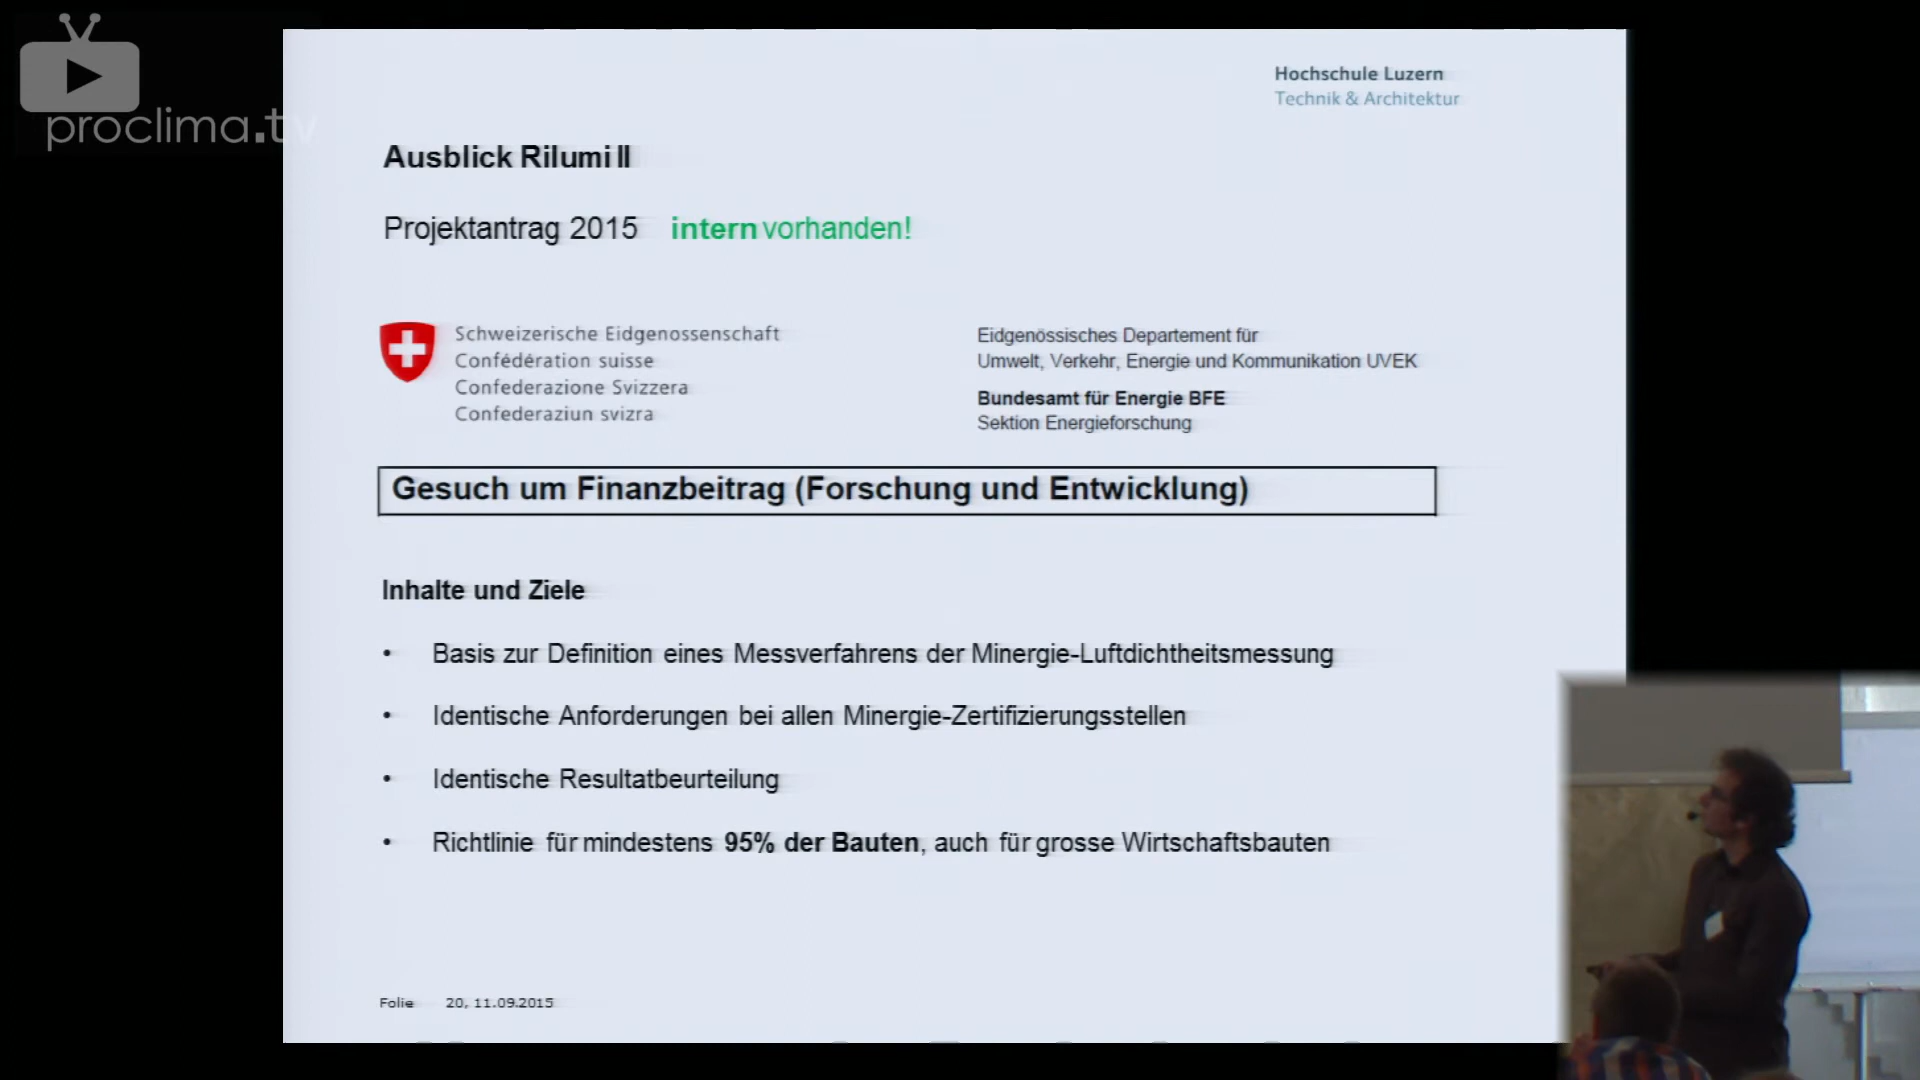 proclima.tv
Hochschule Luzern
Technik & Architektur
Ausblick Rilumi II
Projektantrag 2015 intern vorhanden!
Schweizerische Eidgenossenschaft
Confédération suisse
Confederazione Svizzera
Confederaziun svizra
Eidgenössisches Departement für
Umwelt, Verkehr, Energie und Kommunikation UVEK
Bundesamt für Energie BFE
Sektion Energieforschung
Gesuch um Finanzbeitrag (Forschung und Entwicklung)
Inhalte und Ziele
• Basis zur Definition eines Messverfahrens der Minergie-Luftdichtheitsmessung
• Identische Anforderungen bei allen Minergie-Zertifizierungsstellen
• Identische Resultatbeurteilung
• Richtlinie für mindestens 95% der Bauten, auch für grosse Wirtschaftsbauten
Folie 20, 11.09.2015